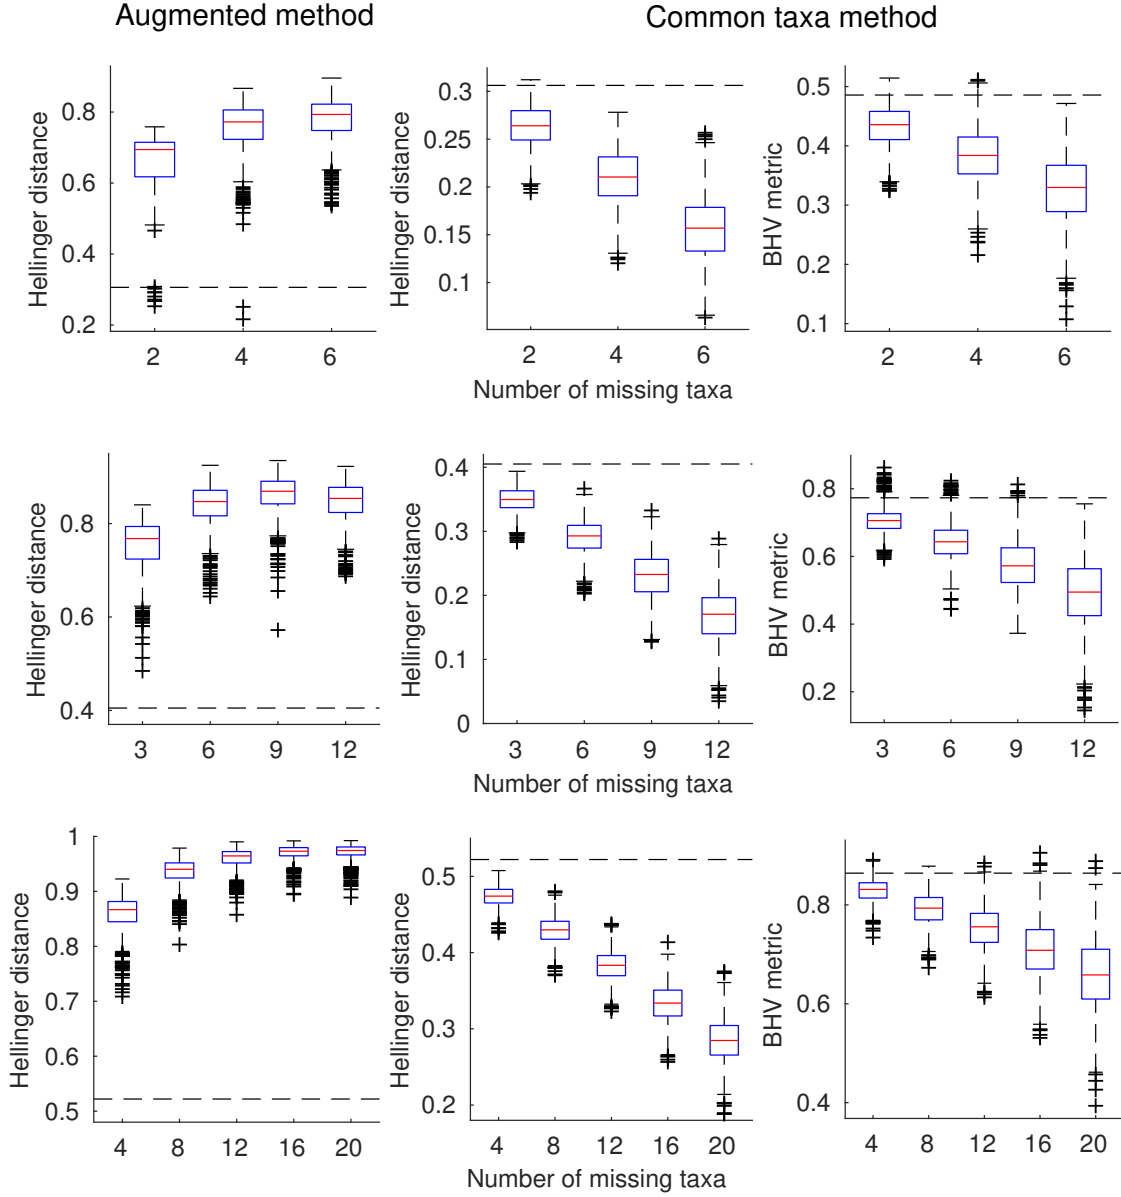 Augmented method
Common taxa method
Hellinger distance
0.8
0.6
0.4
0.2
2 4 6
Hellinger distance
0.3
0.25
0.2
0.15
0.1
2 4 6
Number of missing taxa
BHV metric
0.5
0.4
0.3
0.2
0.1
2 4 6
Hellinger distance
0.8
0.6
0.4
3 6 9 12
Hellinger distance
0.4
0.3
0.2
0.1
0
3 6 9 12
Number of missing taxa
BHV metric
0.8
0.6
0.4
0.2
3 6 9 12
Hellinger distance
1
0.9
0.8
0.7
0.6
0.5
4 8 12 16 20
Hellinger distance
0.5
0.4
0.3
0.2
4 8 12 16 20
Number of missing taxa
BHV metric
0.8
0.6
0.4
4 8 12 16 20